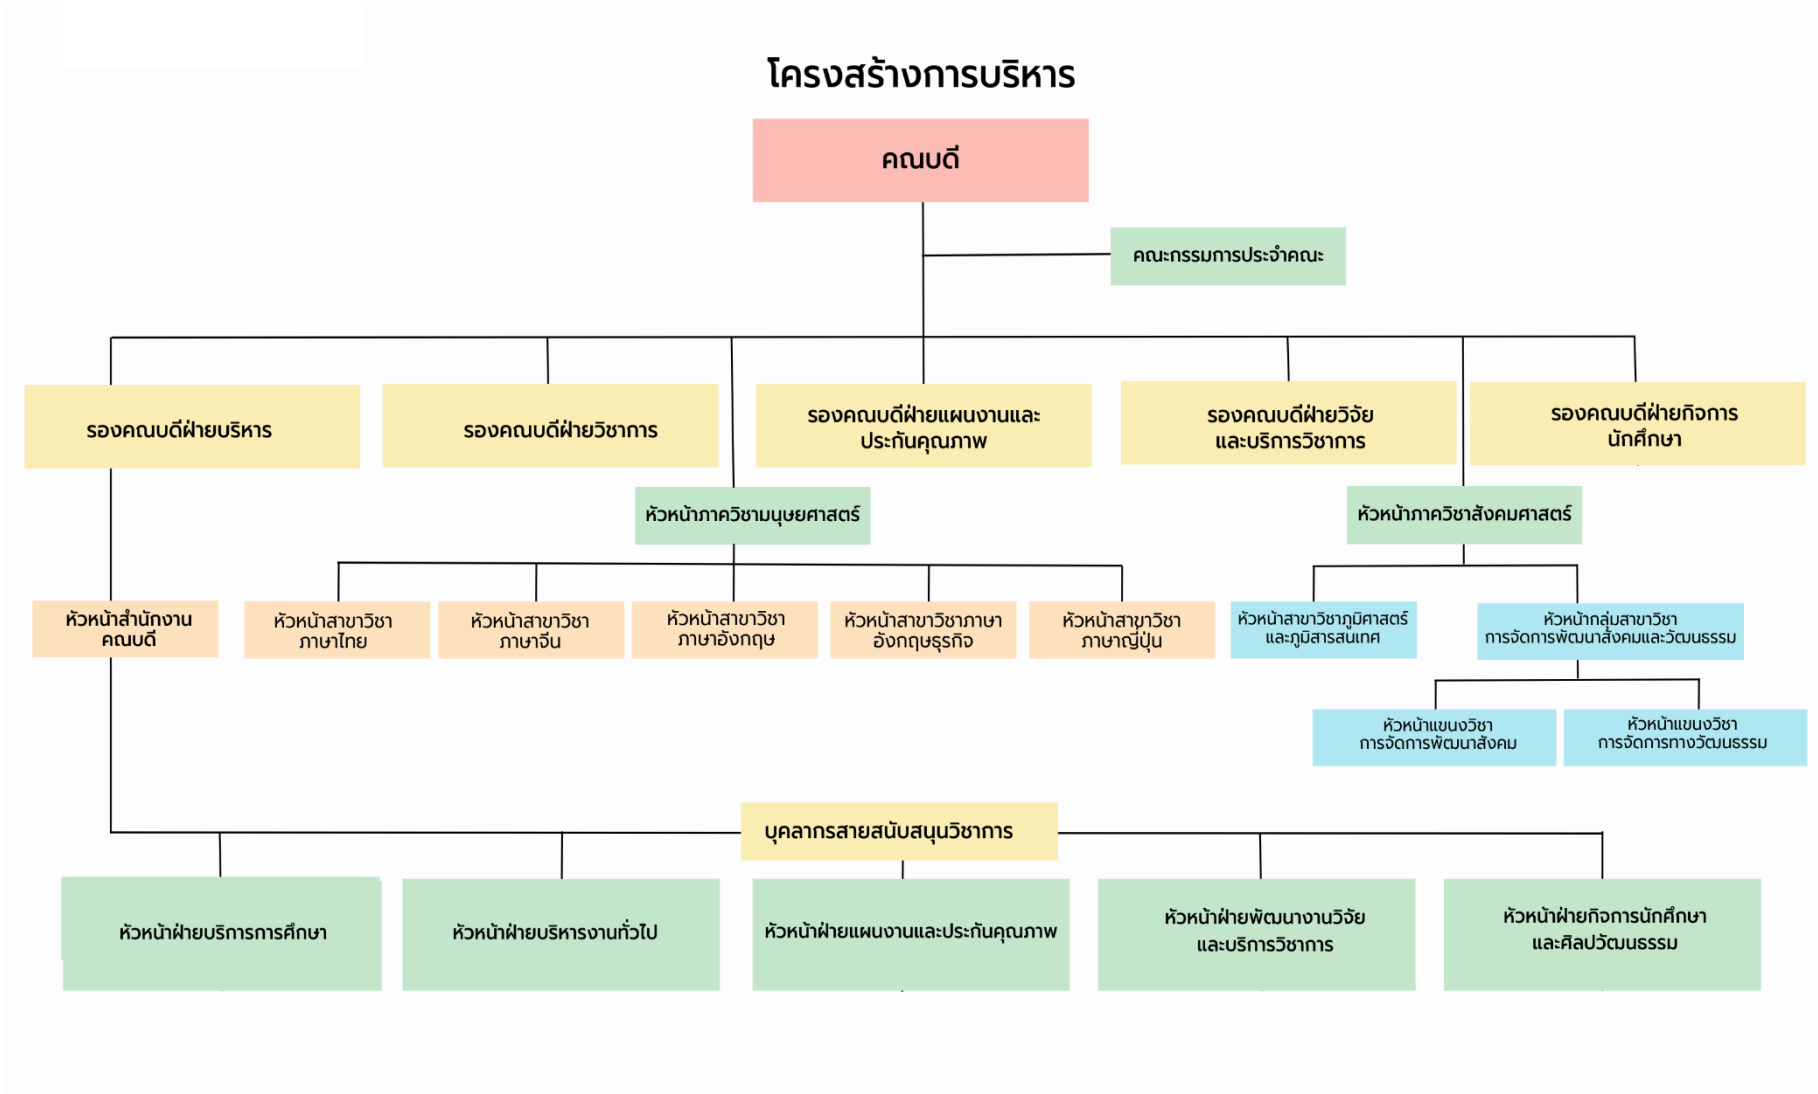 โครงสร้างการบริหาร
คณบดี
คณะกรรมการประจำคณะ
รองคณบดีฝ่ายบริหาร
รองคณบดีฝ่ายวิชาการ
รองคณบดีฝ่ายแผนงานและ
ประกันคุณภาพ
รองคณบดีฝ่ายวิจัย
และบริการวิชาการ
รองคณบดีฝ่ายกิจการ
นักศึกษา
หัวหน้าภาควิชามนุษยศาสตร์
หัวหน้าภาควิชาสังคมศาสตร์
หัวหน้าสำนักงาน
คณบดี
หัวหน้าสาขาวิชา
ภาษาไทย
หัวหน้าสาขาวิชา
ภาษาจีน
หัวหน้าสาขาวิชา
ภาษาอังกฤษ
หัวหน้าสาขาวิชาภาษา
อังกฤษธุรกิจ
หัวหน้าสาขาวิชา
ภาษาญี่ปุ่น
หัวหน้าสาขาวิชาภูมิศาสตร์
และภูมิสารสนเทศ
หัวหน้ากลุ่มสาขาวิชา
การจัดการพัฒนาสังคมและวัฒนธรรม
หัวหน้าแขนงวิชา
การจัดการพัฒนาสังคม
หัวหน้าแขนงวิชา
การจัดการทางวัฒนธรรม
บุคลากรสายสนับสนุนวิชาการ
หัวหน้าฝ่ายบริการการศึกษา
หัวหน้าฝ่ายบริหารงานทั่วไป
หัวหน้าฝ่ายแผนงานและประกันคุณภาพ
หัวหน้าฝ่ายพัฒนางานวิจัย
และบริการวิชาการ
หัวหน้าฝ่ายกิจการนักศึกษา
และศิลปวัฒนธรรม